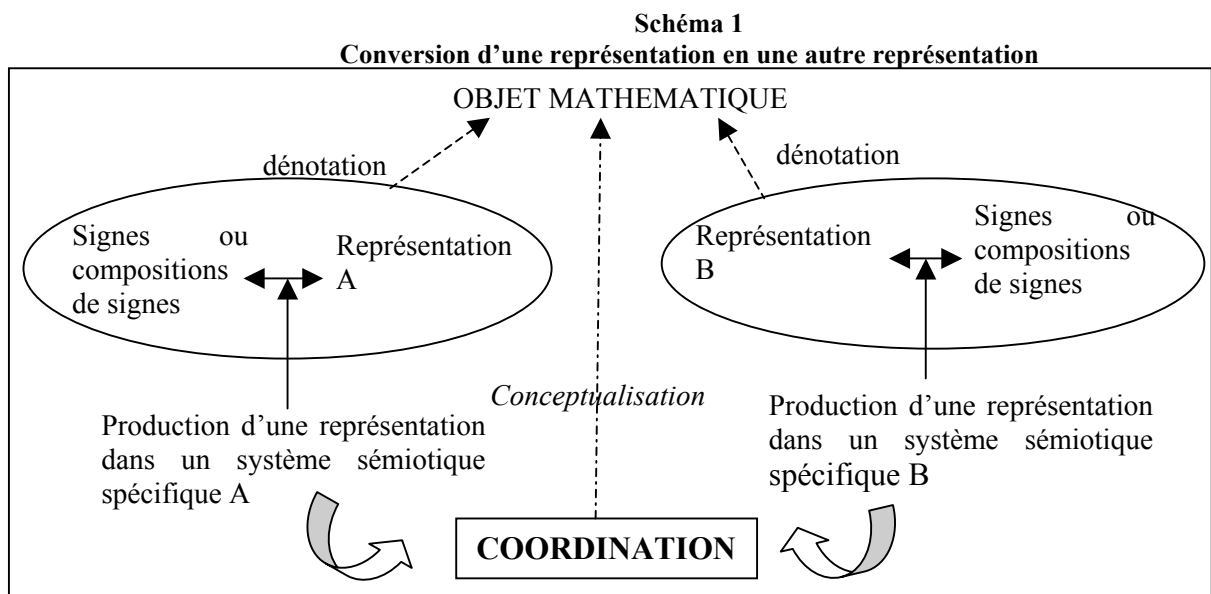 Schéma 1
Conversion d’une représentation en une autre représentation
OBJET MATHEMATIQUE
dénotation
dénotation
Signes ou
compositions
de signes
Représentation
A
Représentation
B
Signes ou
compositions
de signes
Conceptualisation
Production d’une représentation
dans un système sémiotique
spécifique A
Production d’une représentation
dans un système sémiotique
spécifique B
COORDINATION